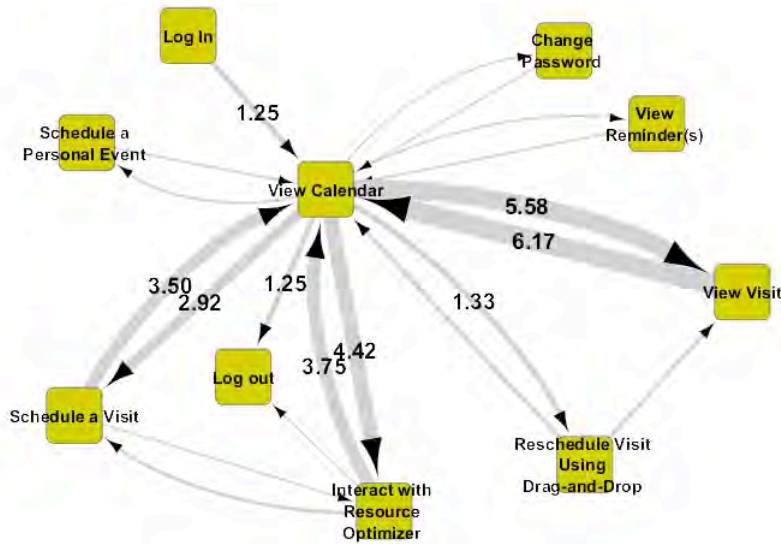 Log In
Change
Password
1.25
View
Reminder(s)
Schedule a
Personal Event
View Calendar
5.58
6.17
3.50
2.92
1.25
1.33
View Visit
4.42
3.75
Log out
Schedule a Visit
Reschedule Visit
Using
Drag-and-Drop
Interact with
Resource
Optimizer